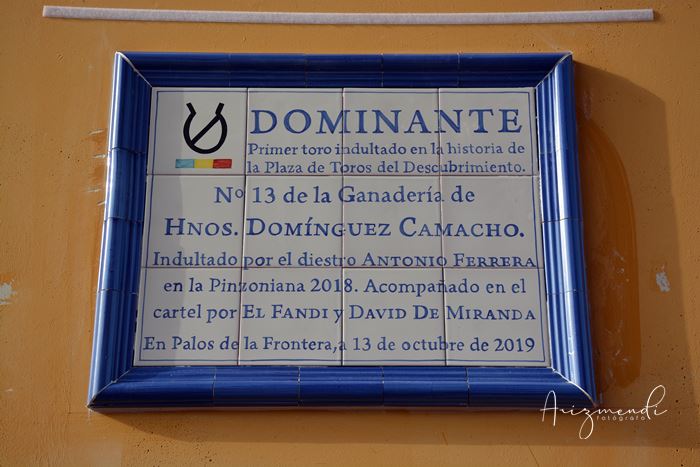 DOMINANTE
Primer toro indultado en la historia de
la Plaza de Toros del Descubrimiento.
Nº 13 de la Ganadería de
HNOS. DOMÍNGUEZ CAMACHO.
Indultado por el diestro ANTONIO FERRERA
en la Pinzoniana 2018. Acompañado en el
cartel por EL FANDI y DAVID DE MIRANDA
En Palos de la Frontera, a 13 de octubre de 2019
Arizmendi
fotógrafo